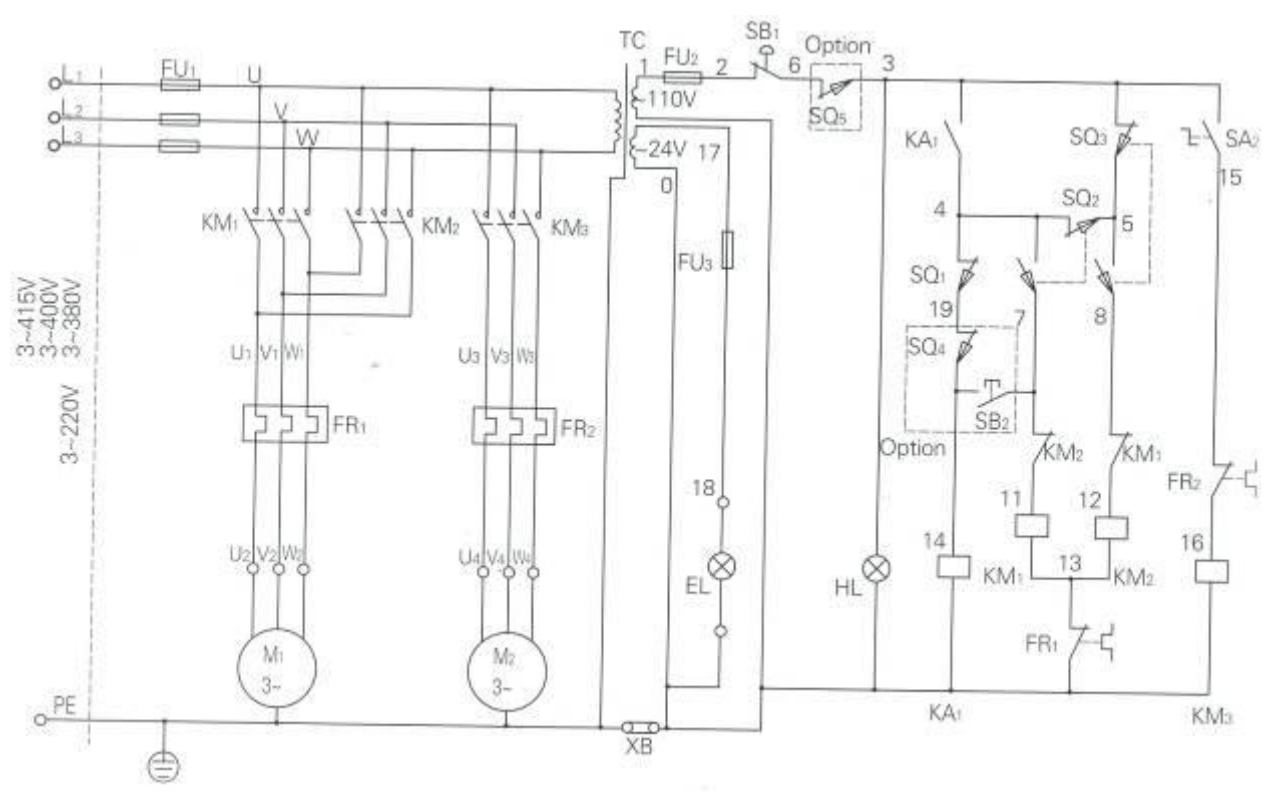 L1
FU1
U
L2
V
L3
W
TC
1
FU2
2
SB1
6
Option
3
~110V
SQ5
~24V
17
0
KM1
KM2
KM3
FU3
KA1
SQ3
SA2
15
4
SQ2
5
SQ1
19
7
8
SQ4
SB2
Option
KM2
KM1
FR2
3~415V
3~400V
3~380V
3~220V
U1 V1 W1
U3 V3 W3
FR1
FR2
18
11
12
14
13
16
U2 V2 W2
U4 V4 W4
EL
HL
KM1
KM2
FR1
M1
3~
M2
3~
PE
XB
KA1
KM3